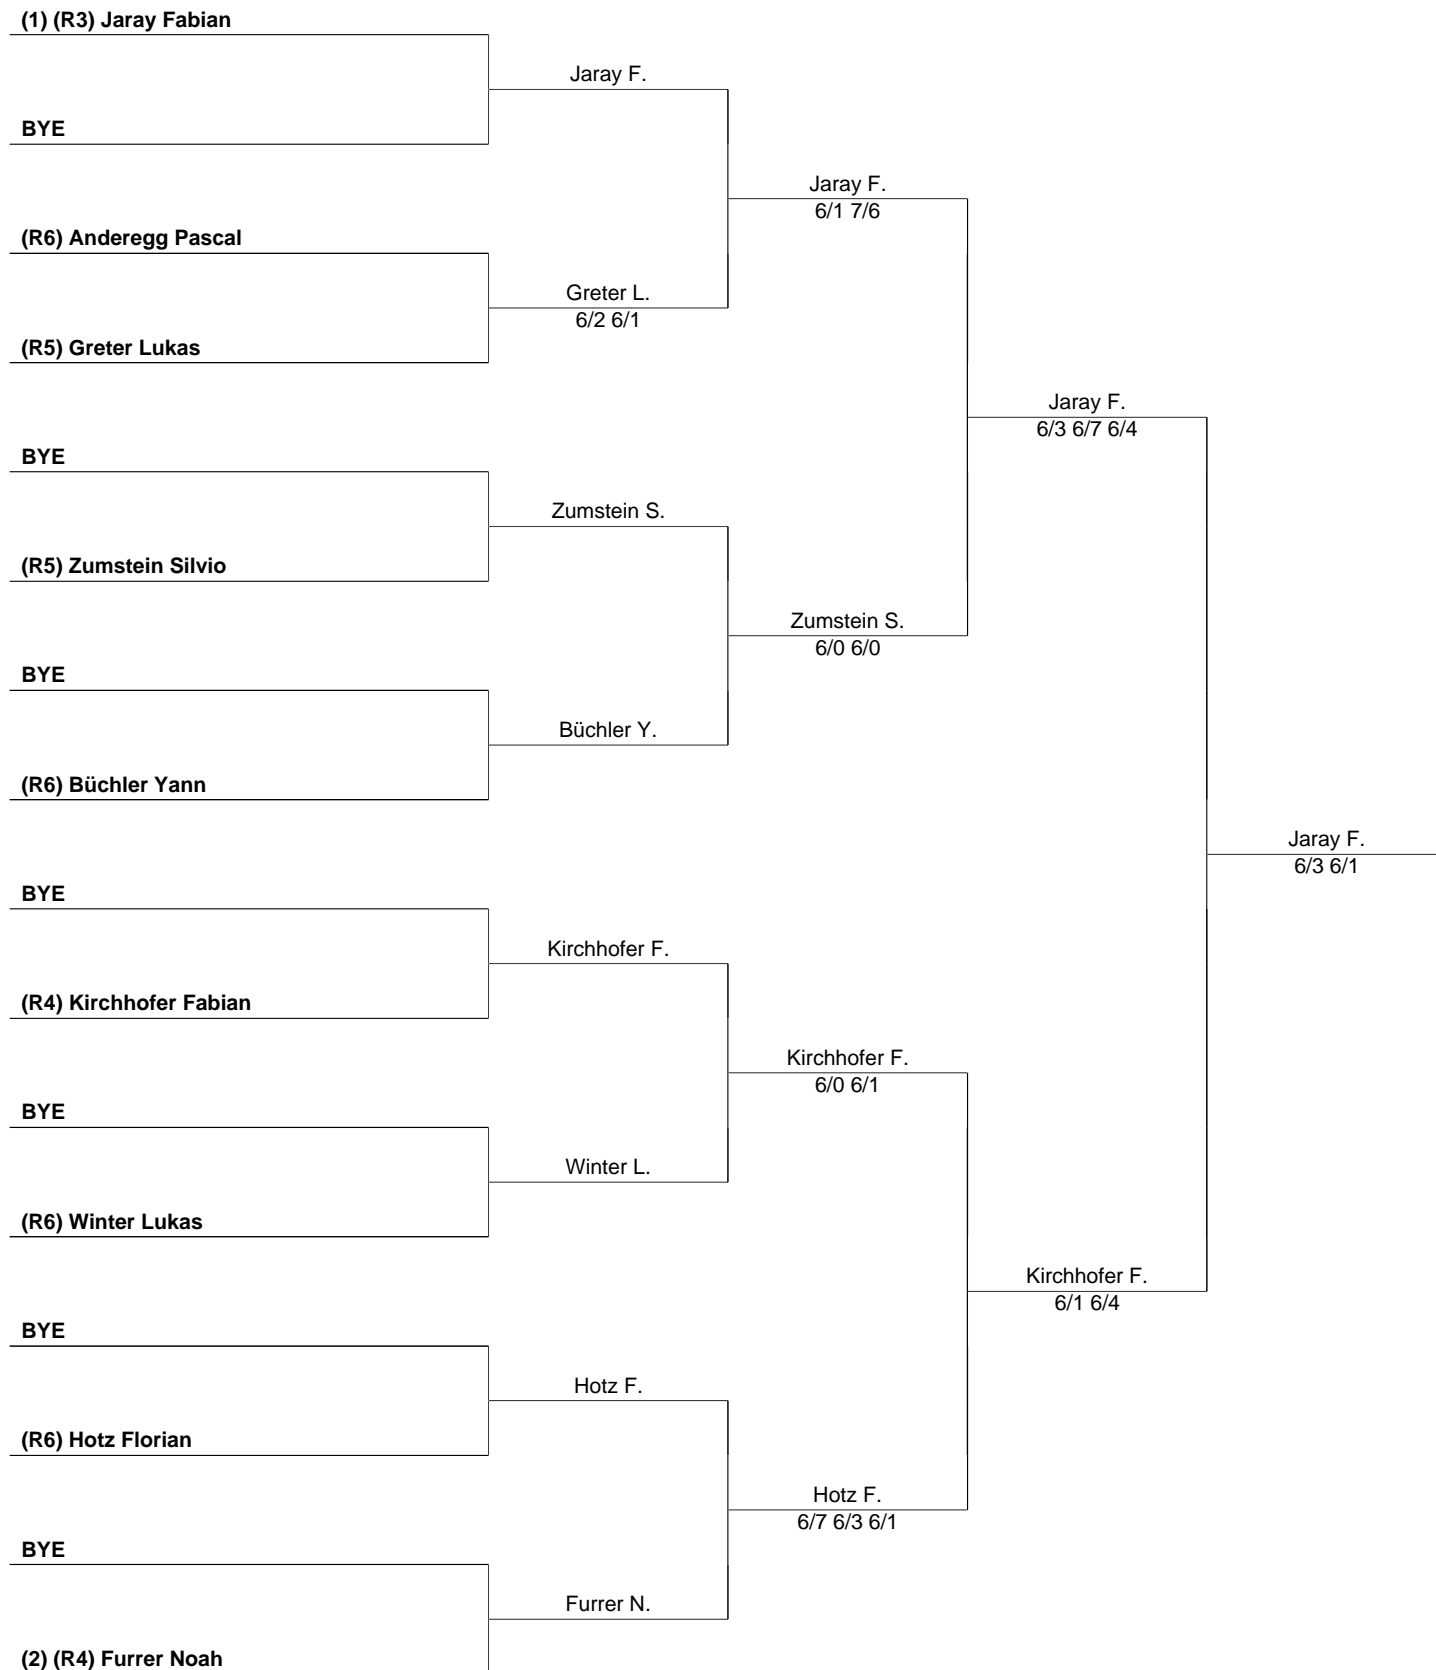 (1) (R3) Jaray Fabian
Jaray F.
BYE
Jaray F.
6/1 7/6
(R6) Anderegg Pascal
Greter L.
6/2 6/1
(R5) Greter Lukas
Jaray F.
6/3 6/7 6/4
BYE
Zumstein S.
(R5) Zumstein Silvio
Zumstein S.
6/0 6/0
BYE
Büchler Y.
(R6) Büchler Yann
Jaray F.
6/3 6/1
BYE
Kirchhofer F.
(R4) Kirchhofer Fabian
Kirchhofer F.
6/0 6/1
BYE
Winter L.
(R6) Winter Lukas
Kirchhofer F.
6/1 6/4
BYE
Hotz F.
(R6) Hotz Florian
Hotz F.
6/7 6/3 6/1
BYE
Furrer N.
(2) (R4) Furrer Noah